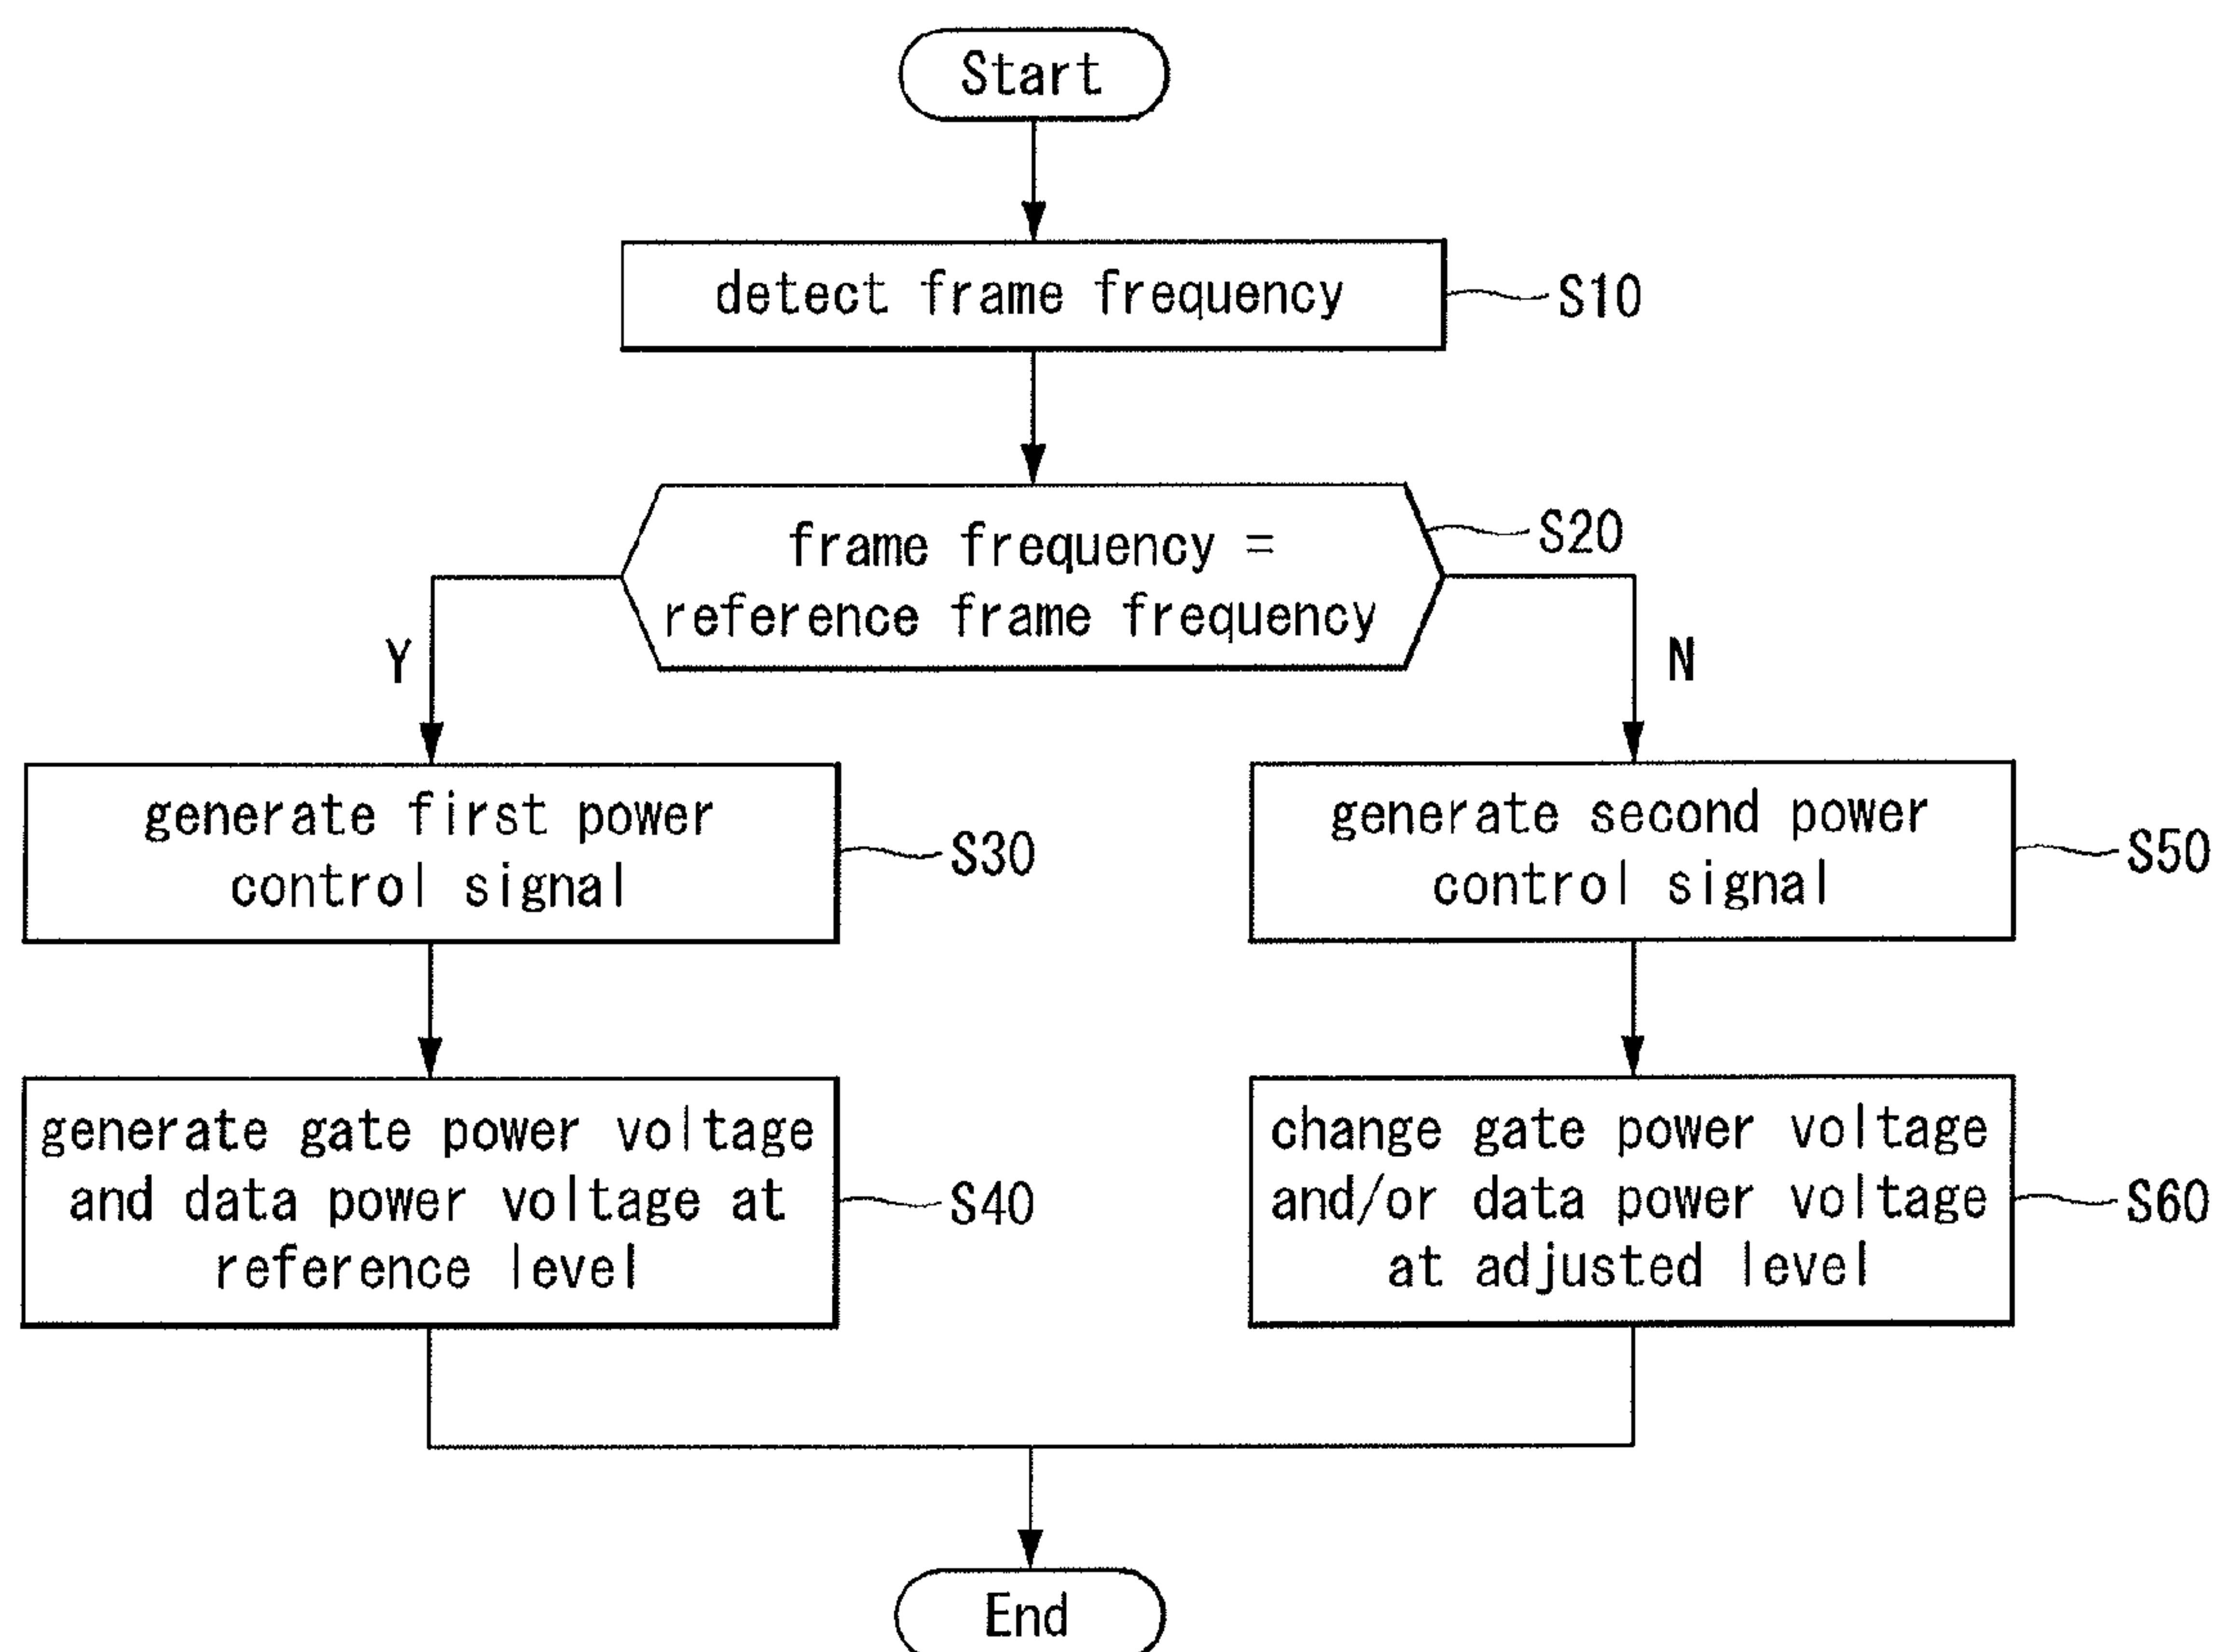 Start
detect frame frequency
S10
frame frequency =
reference frame frequency
S20
Y
N
generate first power
control signal
S30
generate second power
control signal
S50
generate gate power voltage
and data power voltage at
reference level
S40
change gate power voltage
and/or data power voltage
at adjusted level
S60
End